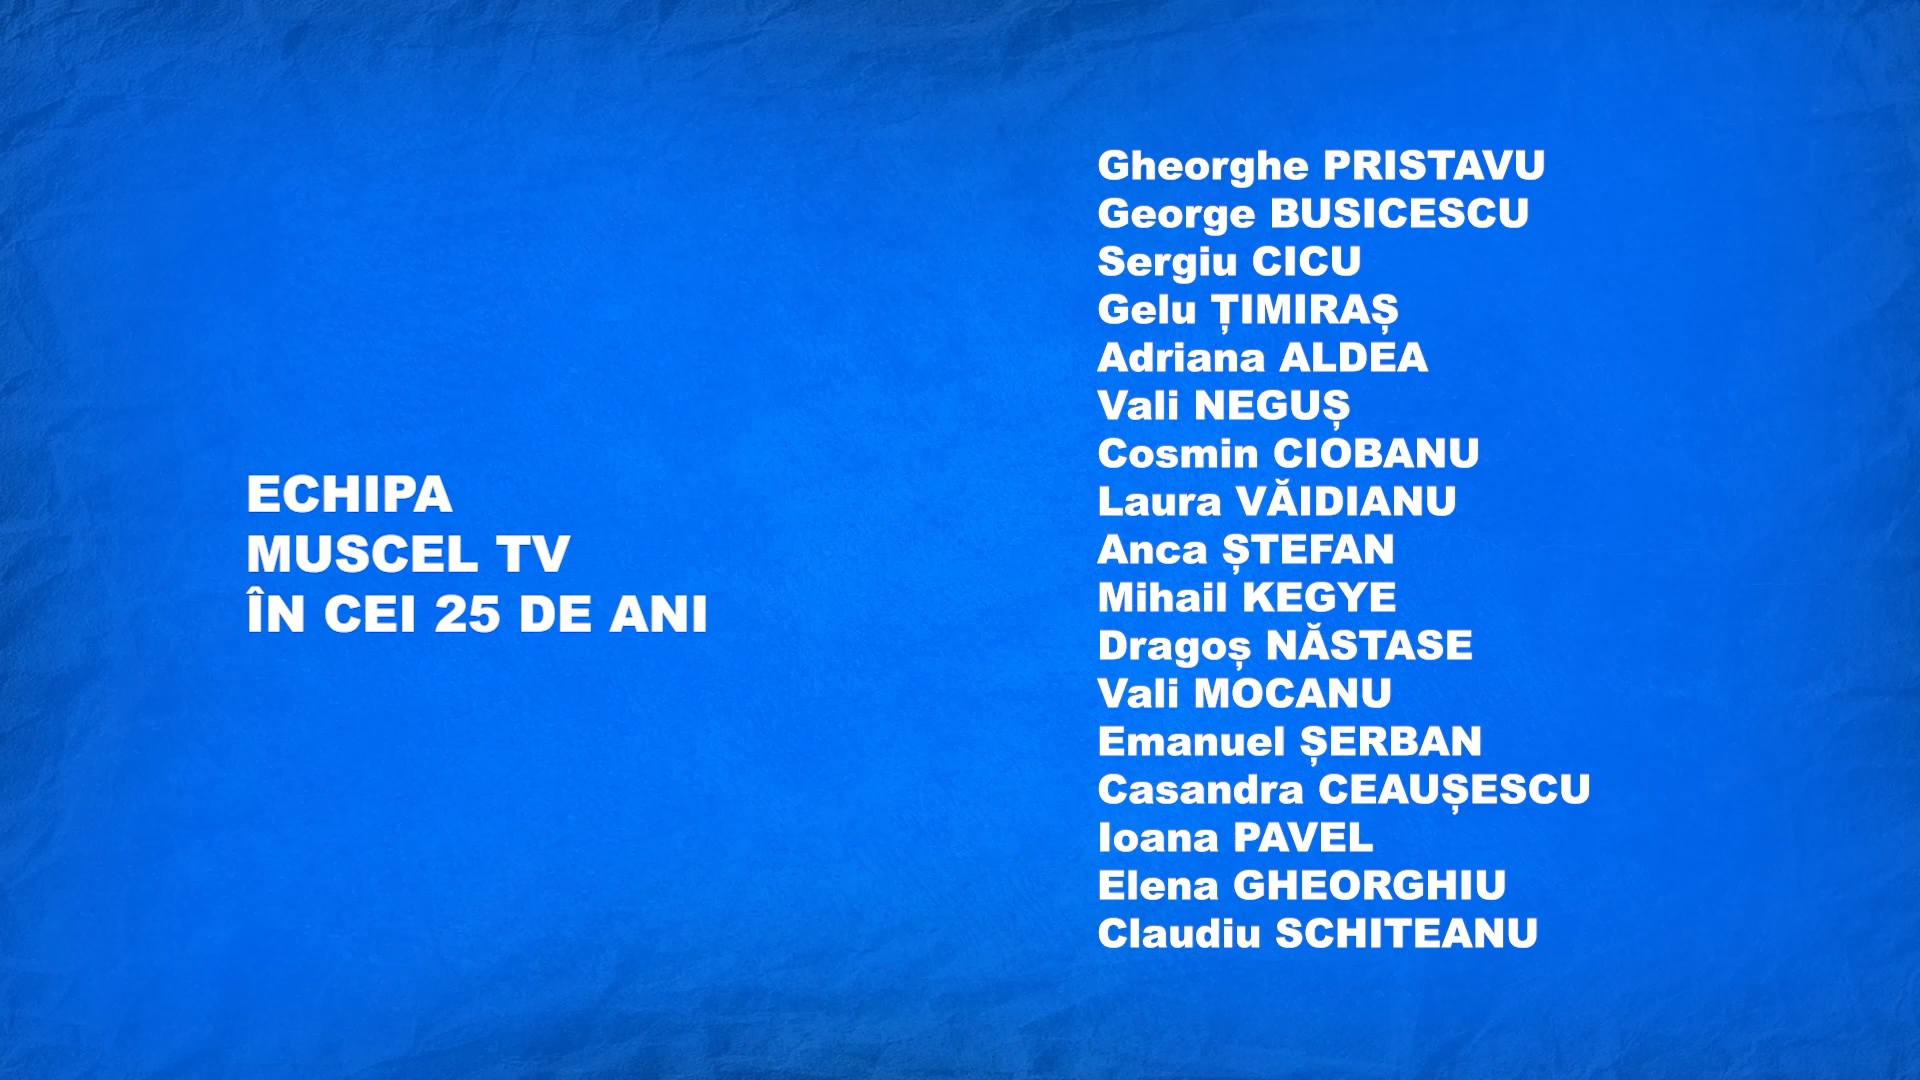 ECHIPA
MUSCEL TV
ÎN CEI 25 DE ANI
Gheorghe PRISTAVU
George BUSICESCU
Sergiu CICU
Gelu ȚIMIRAȘ
Adriana ALDEA
Vali NEGUȘ
Cosmin CIOBANU
Laura VĂIDIANU
Anca ȘTEFAN
Mihail KEGYE
Dragoș NĂSTASE
Vali MOCANU
Emanuel ȘERBAN
Casandra CEAUȘESCU
Ioana PAVEL
Elena GHEORGHIU
Claudiu SCHITEANU